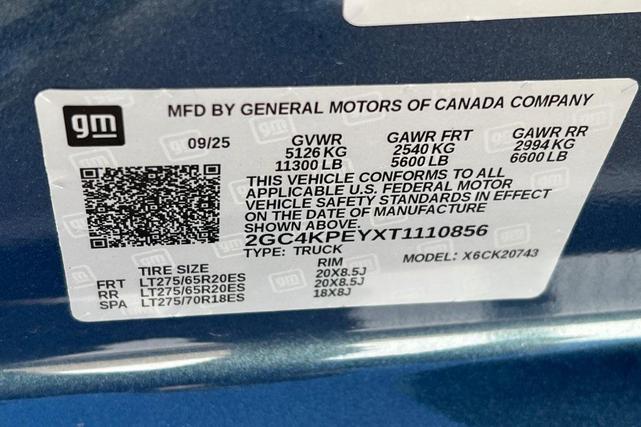 gm
MFD BY GENERAL MOTORS OF CANADA COMPANY
09/25 GVWR GAWR FRT GAWR RR
5126 KG 2540 KG 2994 KG
11300 LB 5600 LB 6600 LB
THIS VEHICLE CONFORMS TO ALL
APPLICABLE U.S. FEDERAL MOTOR
VEHICLE SAFETY STANDARDS IN EFFECT
ON THE DATE OF MANUFACTURE
SHOWN ABOVE.
2GC4KPEYXT1110856
TYPE: TRUCK MODEL: X6CK20743
TIRE SIZE RIM
FRT LT275/65R20ES 20X8.5J
RR LT275/65R20ES 20X8.5J
SPA LT275/70R18ES 18X8J